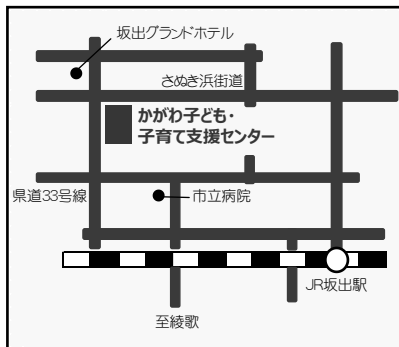 坂出グランドホテル
さぬき浜街道
かがわ子ども・
子育て支援センター
県道33号線
市立病院
JR坂出駅
至綾歌